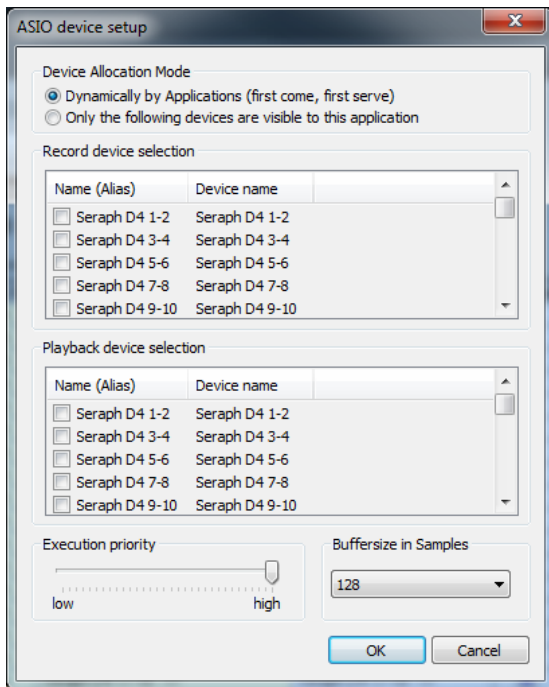 ASIO device setup
Device Allocation Mode
Dynamically by Applications (first come, first serve)
Only the following devices are visible to this application
Record device selection
Name (Alias) Device name
Seraph D4 1-2 Seraph D4 1-2
Seraph D4 3-4 Seraph D4 3-4
Seraph D4 5-6 Seraph D4 5-6
Seraph D4 7-8 Seraph D4 7-8
Seraph D4 9-10 Seraph D4 9-10
Playback device selection
Name (Alias) Device name
Seraph D4 1-2 Seraph D4 1-2
Seraph D4 3-4 Seraph D4 3-4
Seraph D4 5-6 Seraph D4 5-6
Seraph D4 7-8 Seraph D4 7-8
Seraph D4 9-10 Seraph D4 9-10
Execution priority
low high
Buffersize in Samples
128
OK Cancel